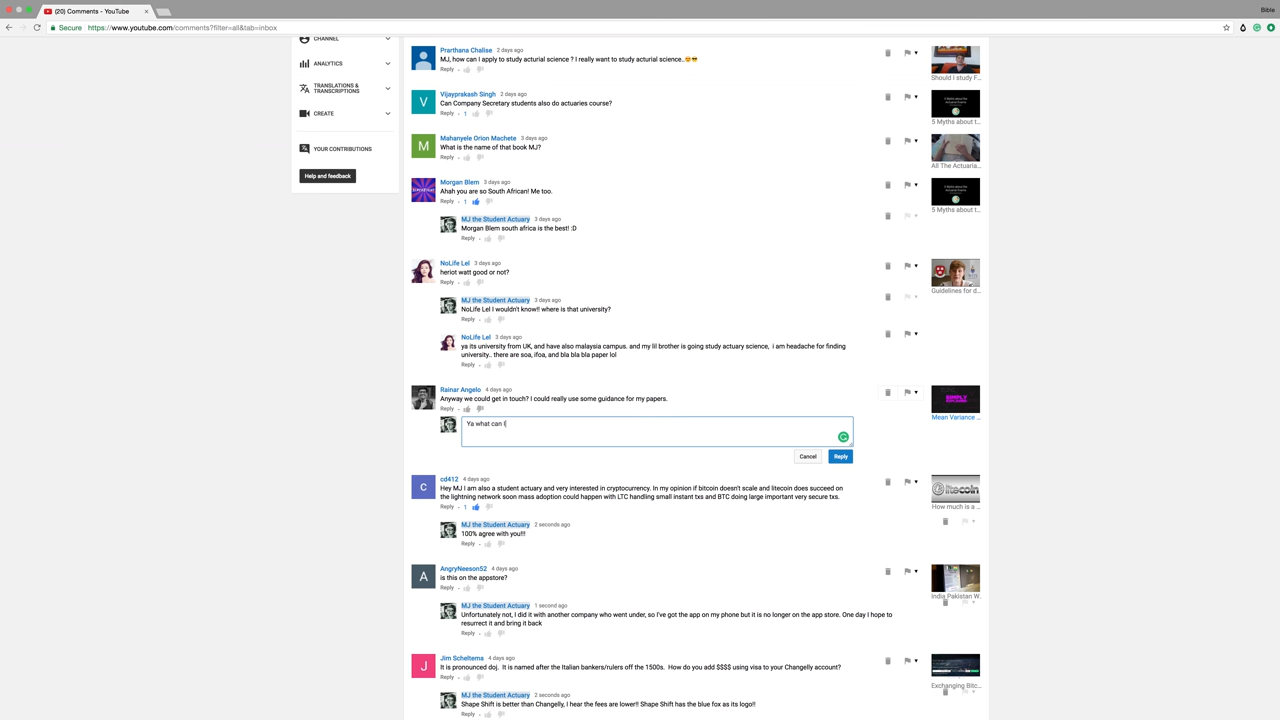 (20) Comments - YouTube
Bible
Secure https://www.youtube.com/comments?filter=all&tab=inbox
CHANNEL
ANALYTICS
TRANSLATIONS &
TRANSCRIPTIONS
CREATE
YOUR CONTRIBUTIONS
Help and feedback
Prarthana Chalise 2 days ago
MJ, how can I apply to study acturial science ? I really want to study acturial science..😍😎
Reply
Should I study F...
Vijayprakash Singh 2 days ago
Can Company Secretary students also do actuaries course?
Reply 1
5 Myths about t...
Mahanyele Orion Machete 3 days ago
What is the name of that book MJ?
Reply
All The Actuaria...
Morgan Blem 3 days ago
Ahah you are so South African! Me too.
Reply 1
5 Myths about t...
MJ the Student Actuary 3 days ago
Morgan Blem south africa is the best! :D
Reply
NoLife Lel 3 days ago
heriot watt good or not?
Reply
Guidelines for d...
MJ the Student Actuary 3 days ago
NoLife Lel I wouldn't know!! where is that university?
Reply
NoLife Lel 3 days ago
ya its university from UK, and have also malaysia campus. and my lil brother is going study actuary science, i am headache for finding
university.. there are soa, ifoa, and bla bla bla paper lol
Reply
Rainar Angelo 4 days ago
Anyway we could get in touch? I could really use some guidance for my papers.
Reply
SIMPLY
EXPLAINED
Mean Variance ...
Ya what can I
Cancel Reply
cd412 4 days ago
Hey MJ I am also a student actuary and very interested in cryptocurrency. In my opinion if bitcoin doesn't scale and litecoin does succeed on
the lightning network soon mass adoption could happen with LTC handling small instant txs and BTC doing large important very secure txs.
Reply 1
litecoin
How much is a ...
MJ the Student Actuary 2 seconds ago
100% agree with you!!!
Reply
AngryNeeson52 4 days ago
is this on the appstore?
Reply
India Pakistan W...
MJ the Student Actuary 1 second ago
Unfortunately not, I did it with another company who went under, so I've got the app on my phone but it is no longer on the app store. One day I hope to
resurrect it and bring it back
Reply
Jim Scheltema 4 days ago
It is pronounced doj. It is named after the Italian bankers/rulers off the 1500s. How do you add $$$$ using visa to your Changelly account?
Reply
Exchanging Bitc...
MJ the Student Actuary 2 seconds ago
Shape Shift is better than Changelly, I hear the fees are lower!! Shape Shift has the blue fox as its logo!!
Reply